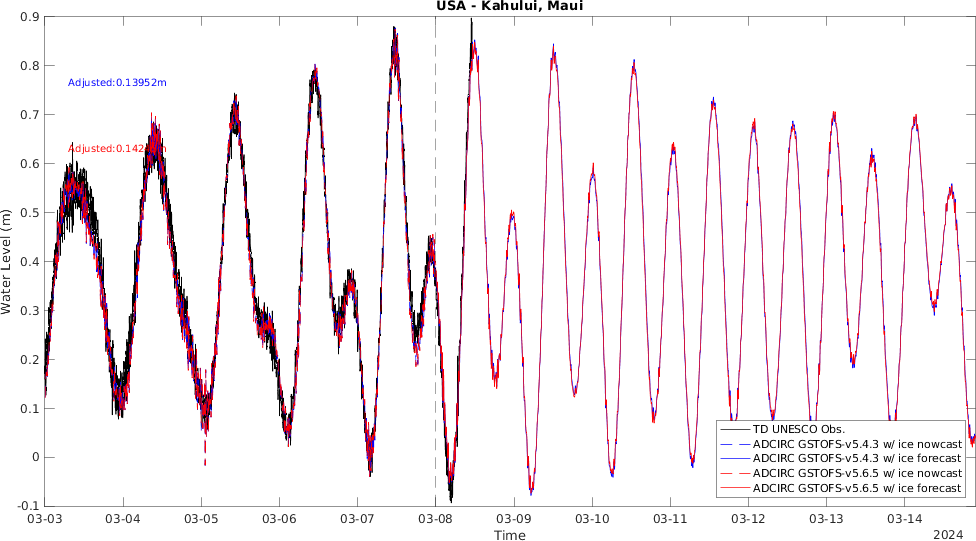 USA - Kahului, Maui
0.9
0.8
0.7
0.6
0.5
0.4
0.3
0.2
0.1
0
-0.1
Water Level (m)
Adjusted:0.13952m
TD UNESCO Obs.
ADCIRC GSTOFS-v5.4.3 w/ ice nowcast
ADCIRC GSTOFS-v5.4.3 w/ ice forecast
ADCIRC GSTOFS-v5.6.5 w/ ice nowcast
ADCIRC GSTOFS-v5.6.5 w/ ice forecast
03-03 03-04 03-05 03-06 03-07 03-08 03-09 03-10 03-11 03-12 03-13 03-14
Time
2024